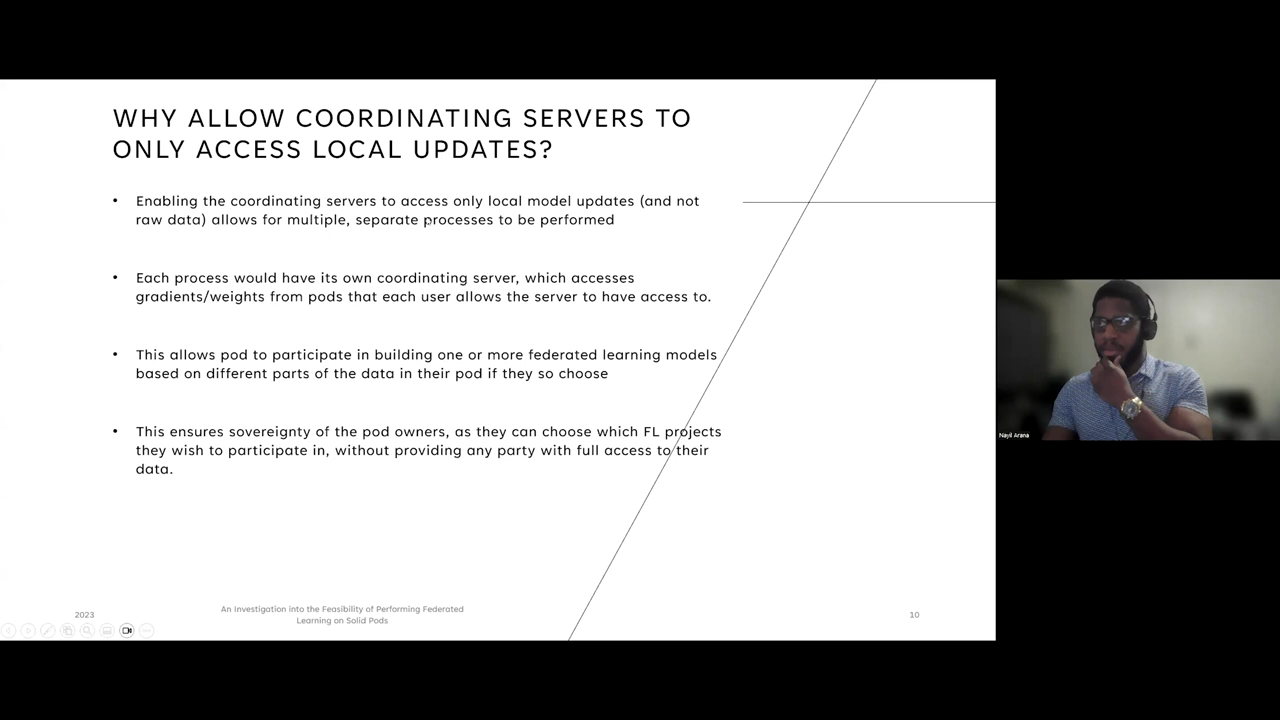 WHY ALLOW COORDINATING SERVERS TO
ONLY ACCESS LOCAL UPDATES?
• Enabling the coordinating servers to access only local model updates (and not
raw data) allows for multiple, separate processes to be performed
• Each process would have its own coordinating server, which accesses
gradients/weights from pods that each user allows the server to have access to.
• This allows pod to participate in building one or more federated learning models
based on different parts of the data in their pod if they so choose
• This ensures sovereignty of the pod owners, as they can choose which FL projects
they wish to participate in, without providing any party with full access to their
data.
2023
An Investigation into the Feasibility of Performing Federated
Learning on Solid Pods
10
Nayil Arana